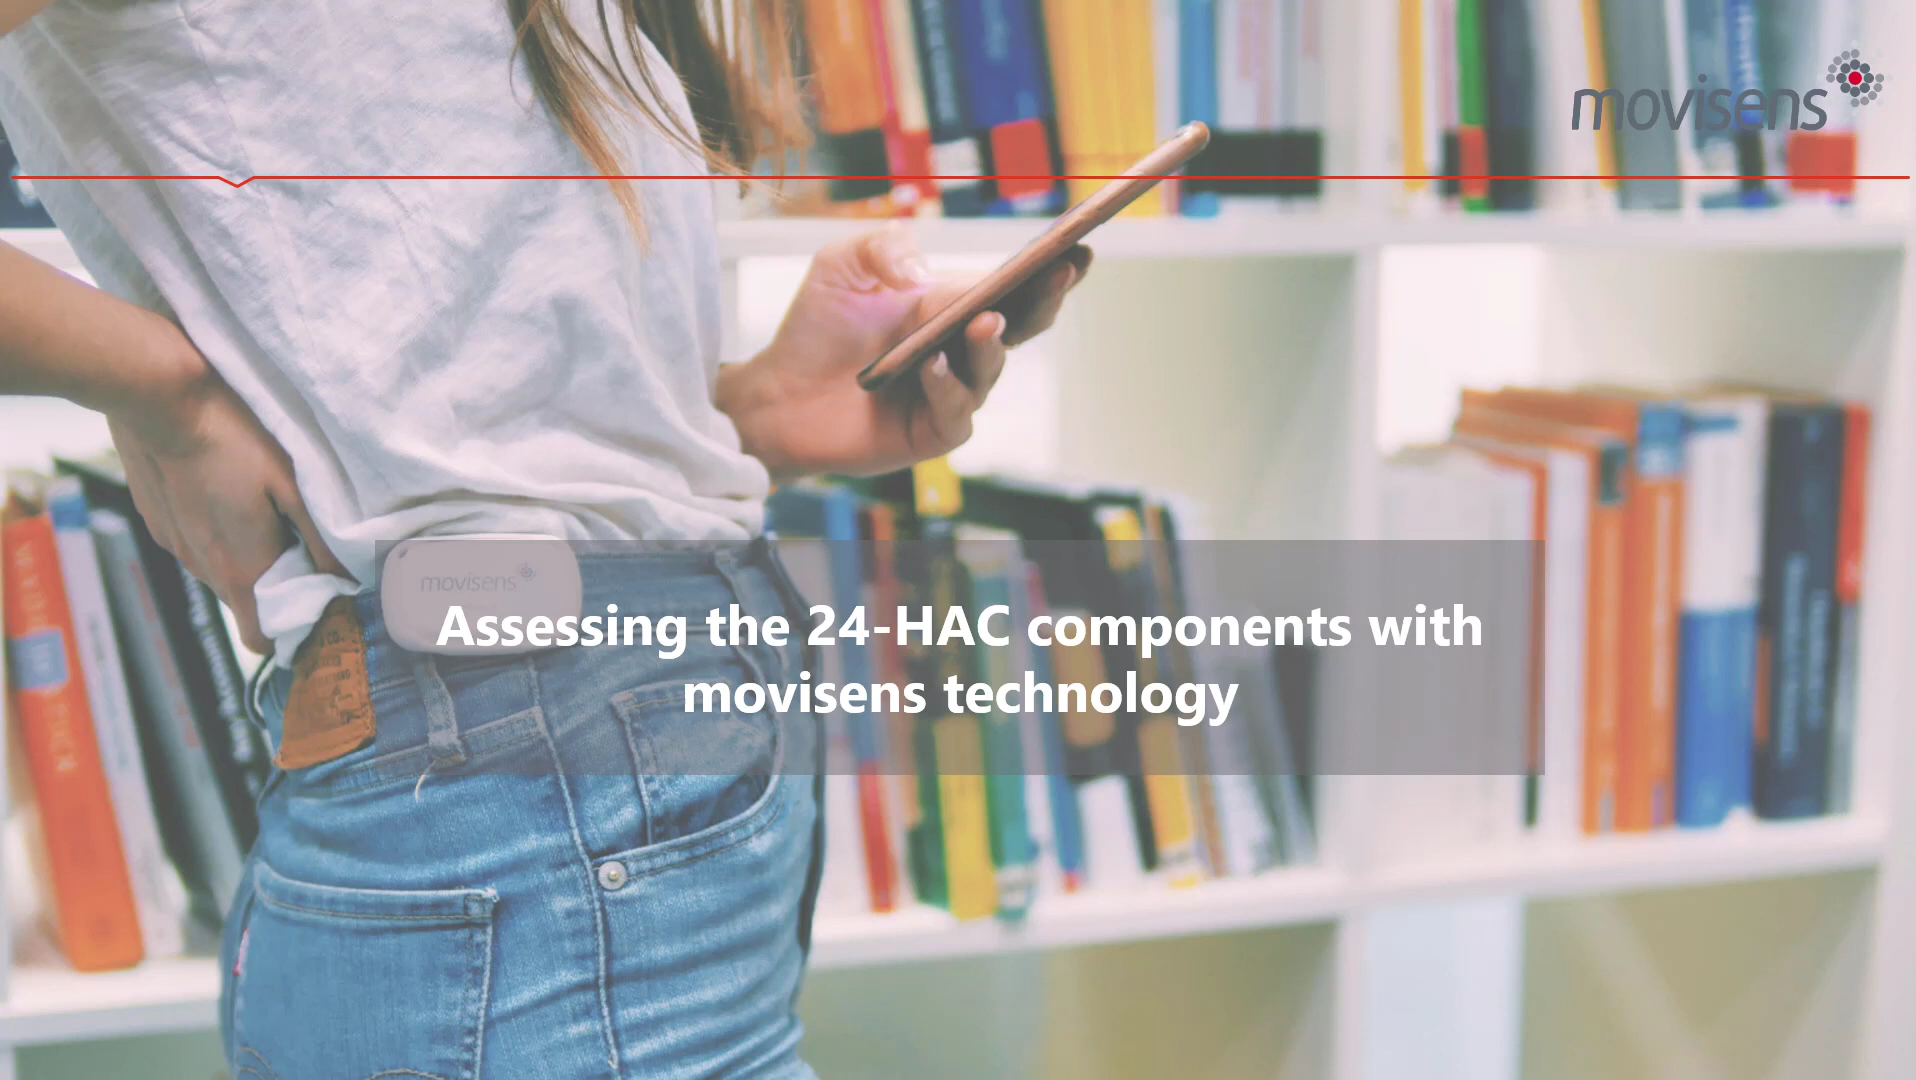 movisens
movisens
Assessing the 24-HAC components with
movisens technology